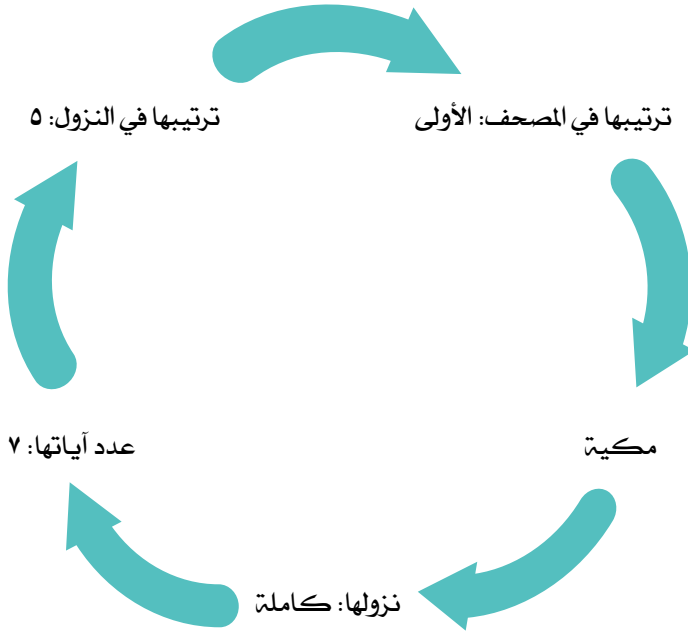 ترتيبها في المصحف: الأولى
مكية
نزولها: كاملة
عدد آياتها: ٧
ترتيبها في النزول: ٥